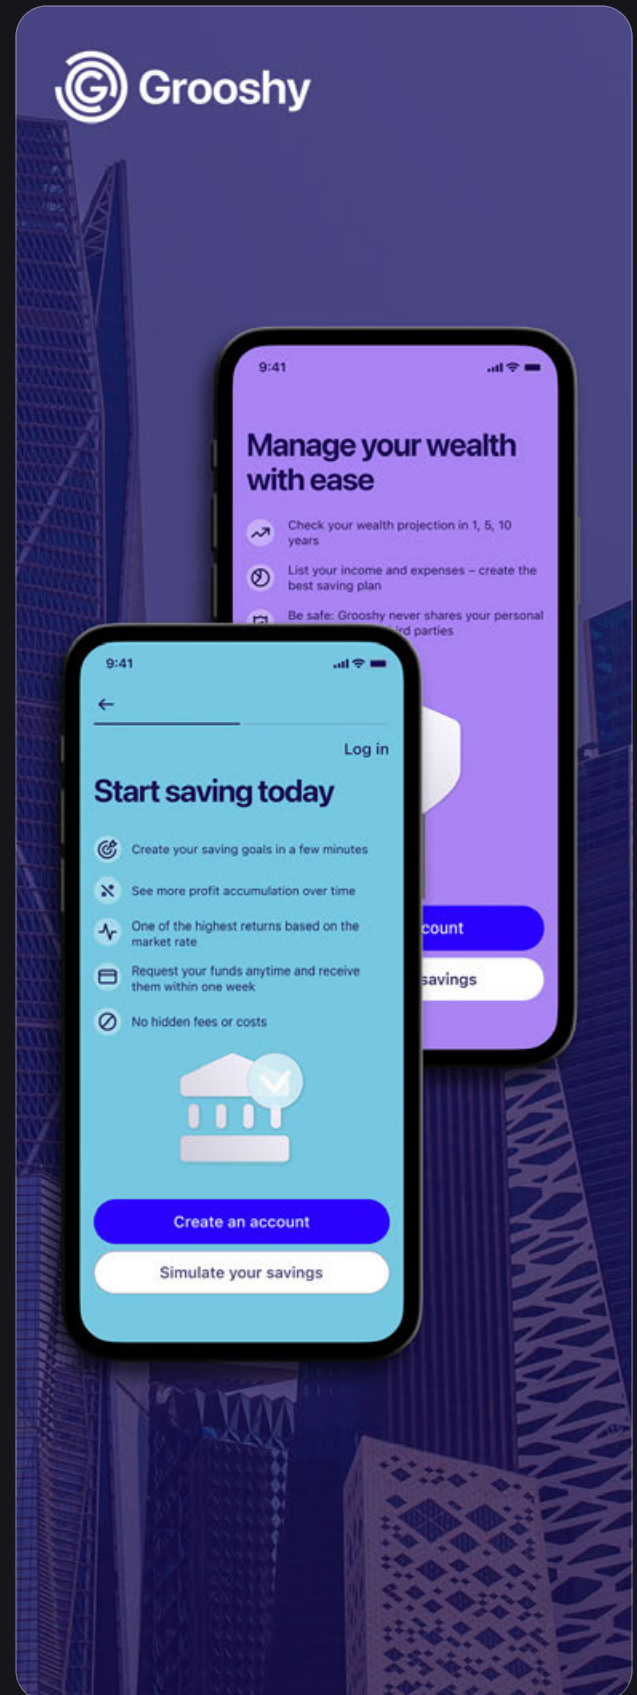 Grooshy
9:41
Manage your wealth
with ease
Check your wealth projection in 1, 5, 10
years
List your income and expenses – create the
best saving plan
Be safe: Grooshy never shares your personal
parties
count
savings
9:41
Log in
Start saving today
Create your saving goals in a few minutes
See more profit accumulation over time
One of the highest returns based on the
market rate
Request your funds anytime and receive
them within one week
No hidden fees or costs
Create an account
Simulate your savings